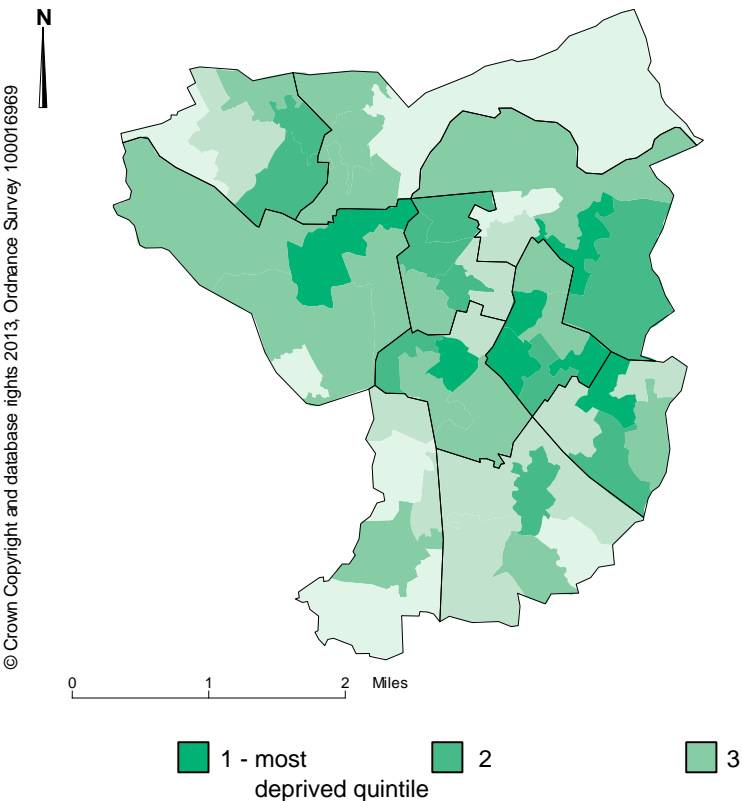 N
© Crown Copyright and database rights 2013, Ordnance Survey 100016969
0 1 2 Miles
1 - most
deprived quintile
2
3